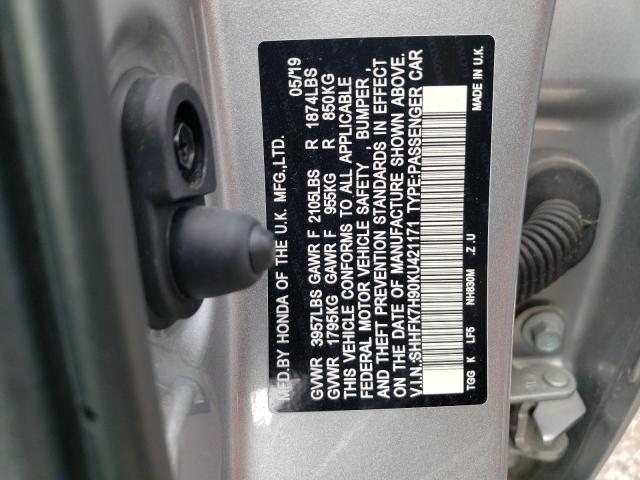 MFD.BY HONDA OF THE U.K. MFG.,LTD. 05/19
GVWR 3957LBS GAWR F 2105LBS R 1874LBS
GVWR 1795KG GAWR F 955KG R 850KG
THIS VEHICLE CONFORMS TO ALL APPLICABLE
FEDERAL MOTOR VEHICLE SAFETY , BUMPER ,
AND THEFT PREVENTION STANDARDS IN EFFECT
ON THE DATE OF MANUFACTURE SHOWN ABOVE.
V.I.N.:SHHFK7H90KU421171 TYPE:PASSENGER CAR
TGG K LF5 NH830M .Z .U MADE IN U.K.